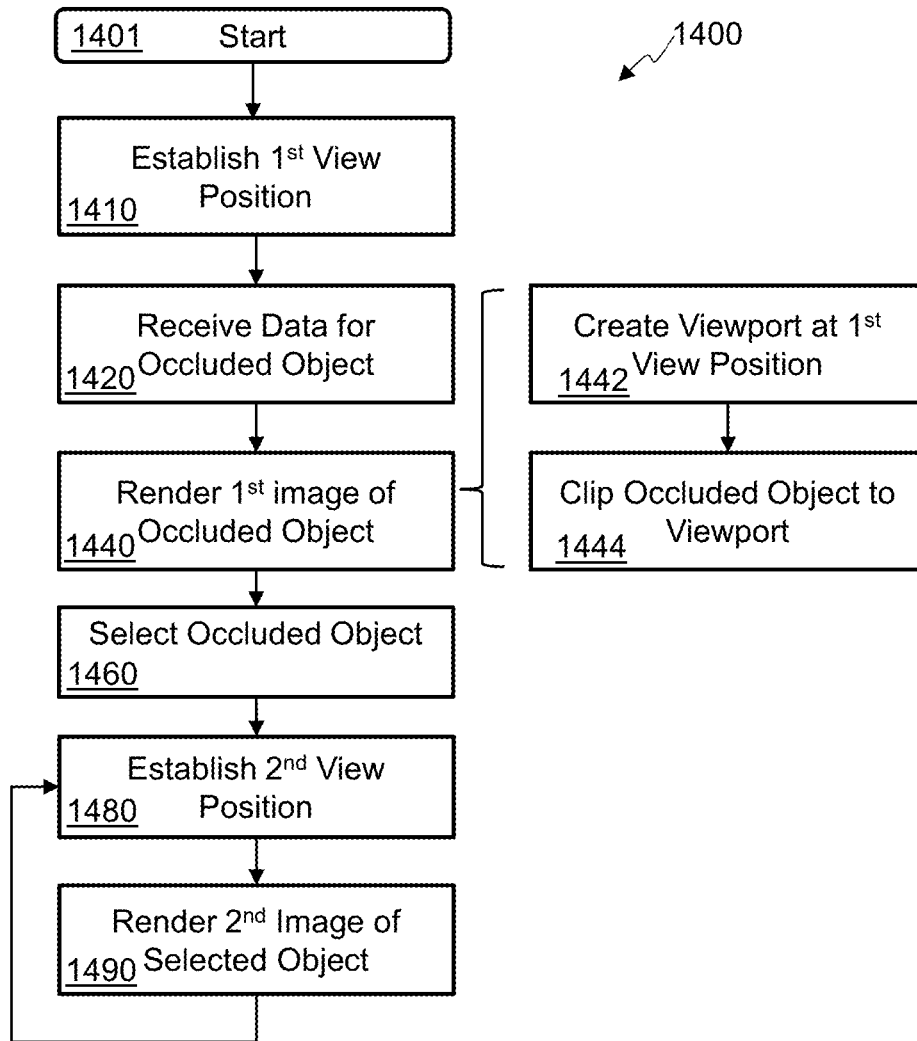 1401 Start
1400
Establish 1st View
Position
1410
Receive Data for
Occluded Object
1420
Render 1st image of
Occluded Object
1440
Create Viewport at 1st
View Position
1442
Clip Occluded Object to
Viewport
1444
Select Occluded Object
1460
Establish 2nd View
Position
1480
Render 2nd Image of
Selected Object
1490